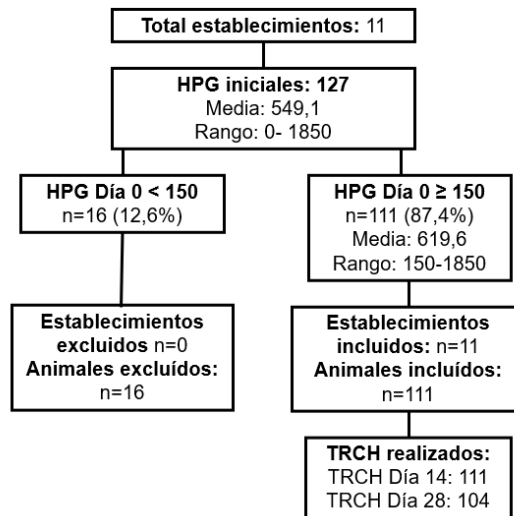 Total establecimientos: 11
HPG iniciales: 127
Media: 549,1
Rango: 0- 1850
HPG Día 0 < 150
n=16 (12,6%)
HPG Día 0 ≥ 150
n=111 (87,4%)
Media: 619,6
Rango: 150-1850
Establecimientos
excluidos n=0
Animales excluídos:
n=16
Establecimientos
incluidos: n=11
Animales incluídos:
n=111
TRCH realizados:
TRCH Día 14: 111
TRCH Día 28: 104